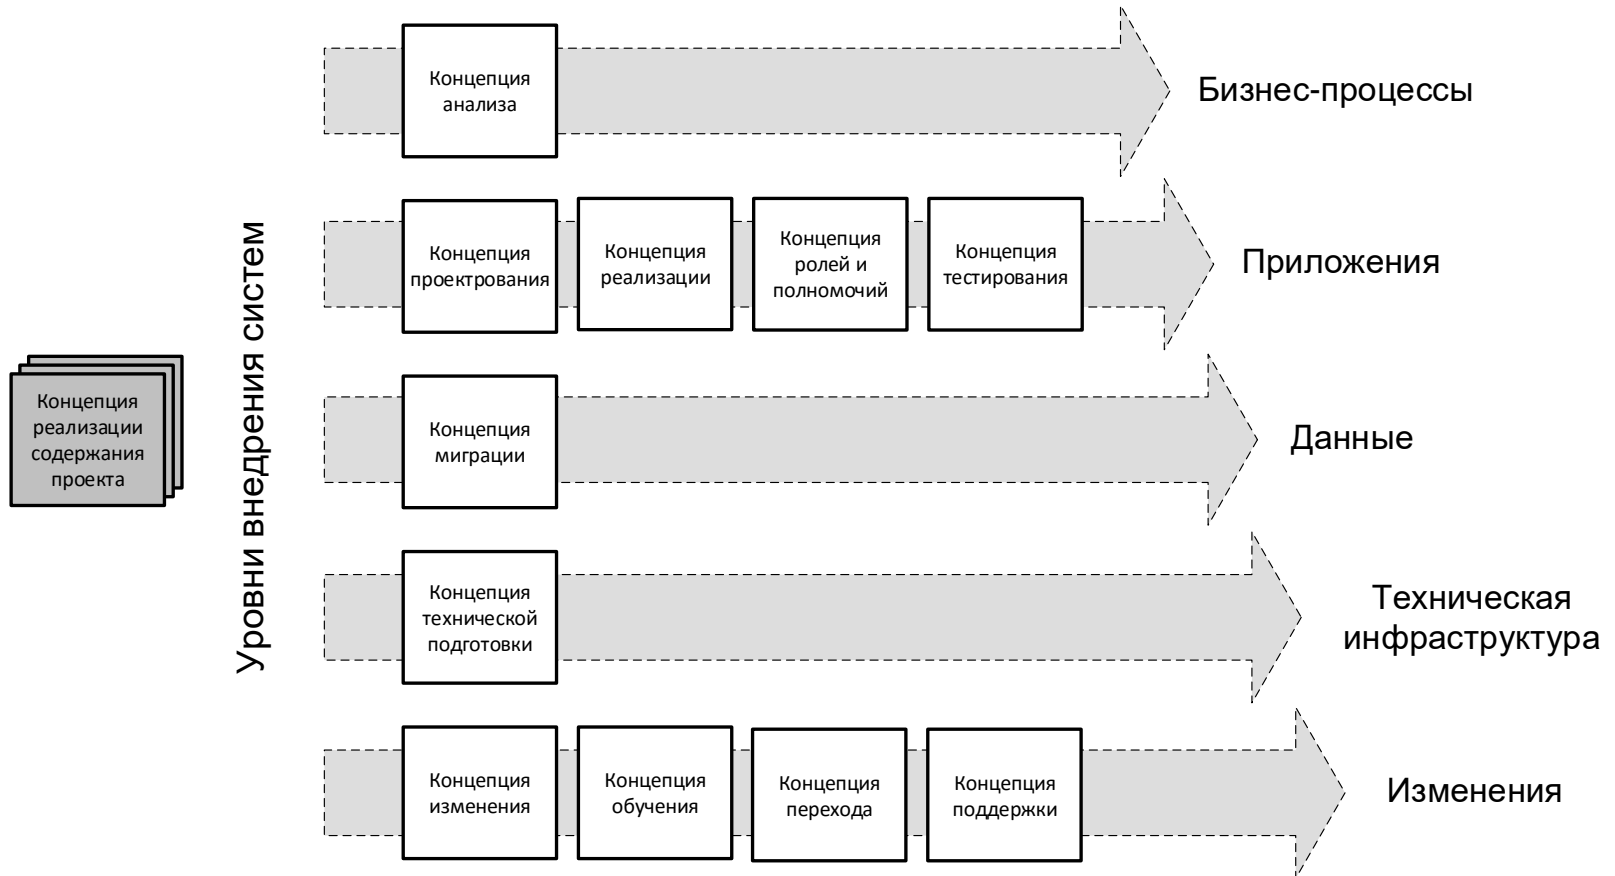 Концепция
реализации
содержания
проекта
Уровни внедрения систем
Концепция
анализа
Бизнес-процессы
Концепция
проектрования
Концепция
реализации
Концепция
ролей и
полномочий
Концепция
тестирования
Приложения
Концепция
миграции
Данные
Концепция
технической
подготовки
Техническая
инфраструктура
Концепция
изменения
Концепция
обучения
Концепция
перехода
Концепция
поддержки
Изменения